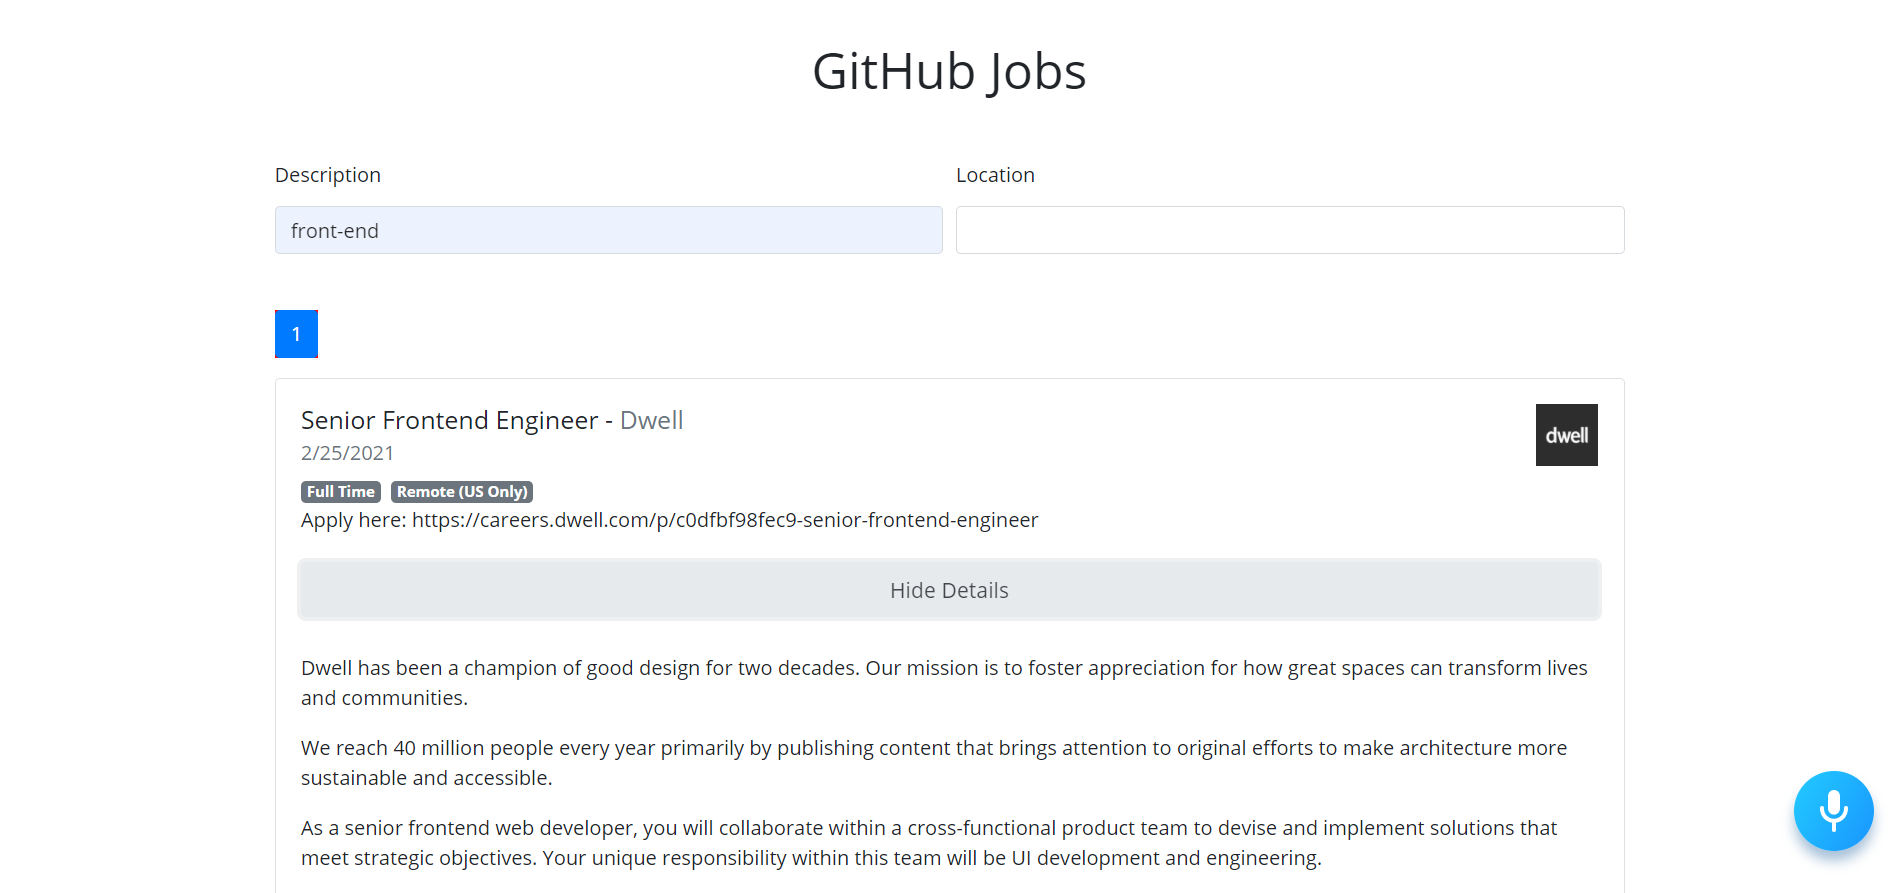 GitHub Jobs
Description
Location
front-end
1
Senior Frontend Engineer - Dwell
2/25/2021
dwell
Full Time Remote (US Only)
Apply here: https://careers.dwell.com/p/c0dfbf98fec9-senior-frontend-engineer
Hide Details
Dwell has been a champion of good design for two decades. Our mission is to foster appreciation for how great spaces can transform lives
and communities.
We reach 40 million people every year primarily by publishing content that brings attention to original efforts to make architecture more
sustainable and accessible.
As a senior frontend web developer, you will collaborate within a cross-functional product team to devise and implement solutions that
meet strategic objectives. Your unique responsibility within this team will be UI development and engineering.